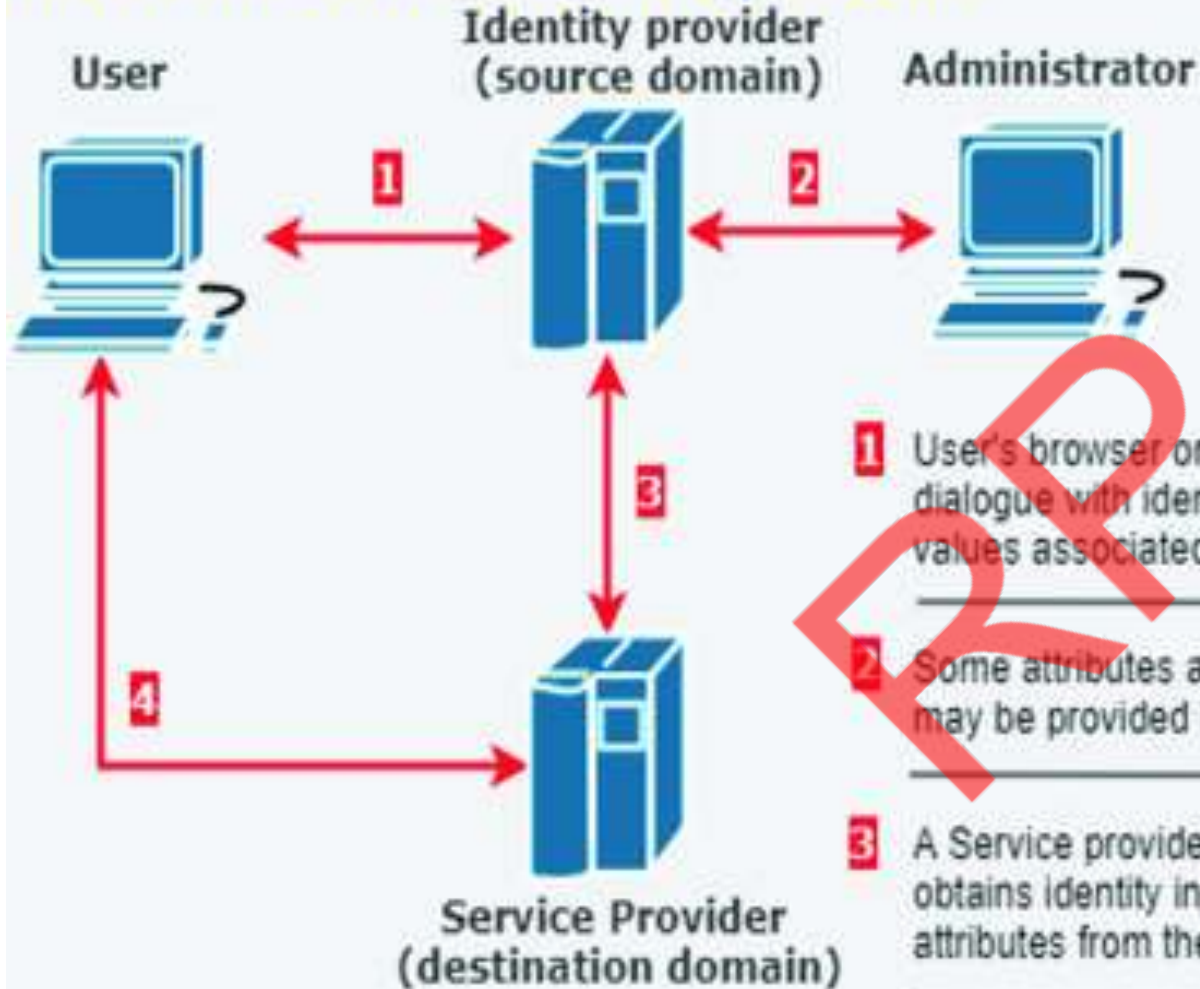 User
Identity provider
(source domain)
Administrator
1
2
3
4
Service Provider
(destination domain)
1 User's browser or
dialogue with iden
values associated
2 Some attributes a
may be provided
3 A Service provide
obtains identity in
attributes from the
RP